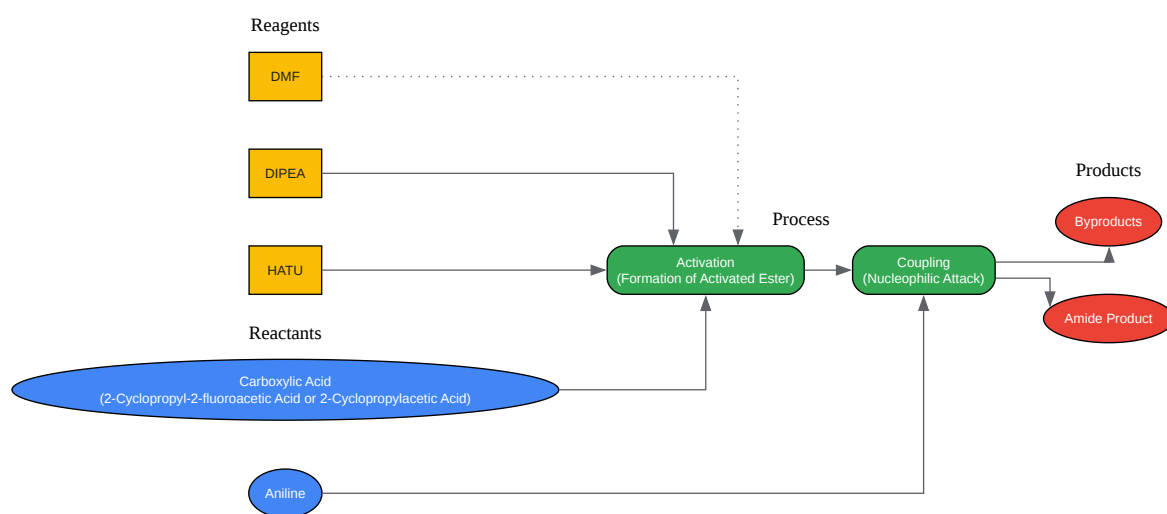 Reagents
DMF
DIPEA
Process
Products
Byproducts
HATU
Activation
(Formation of Activated Ester)
Coupling
(Nucleophilic Attack)
Amide Product
Reactants
Carboxylic Acid
(2-Cyclopropyl-2-fluoroacetic Acid or 2-Cyclopropylacetic Acid)
Aniline